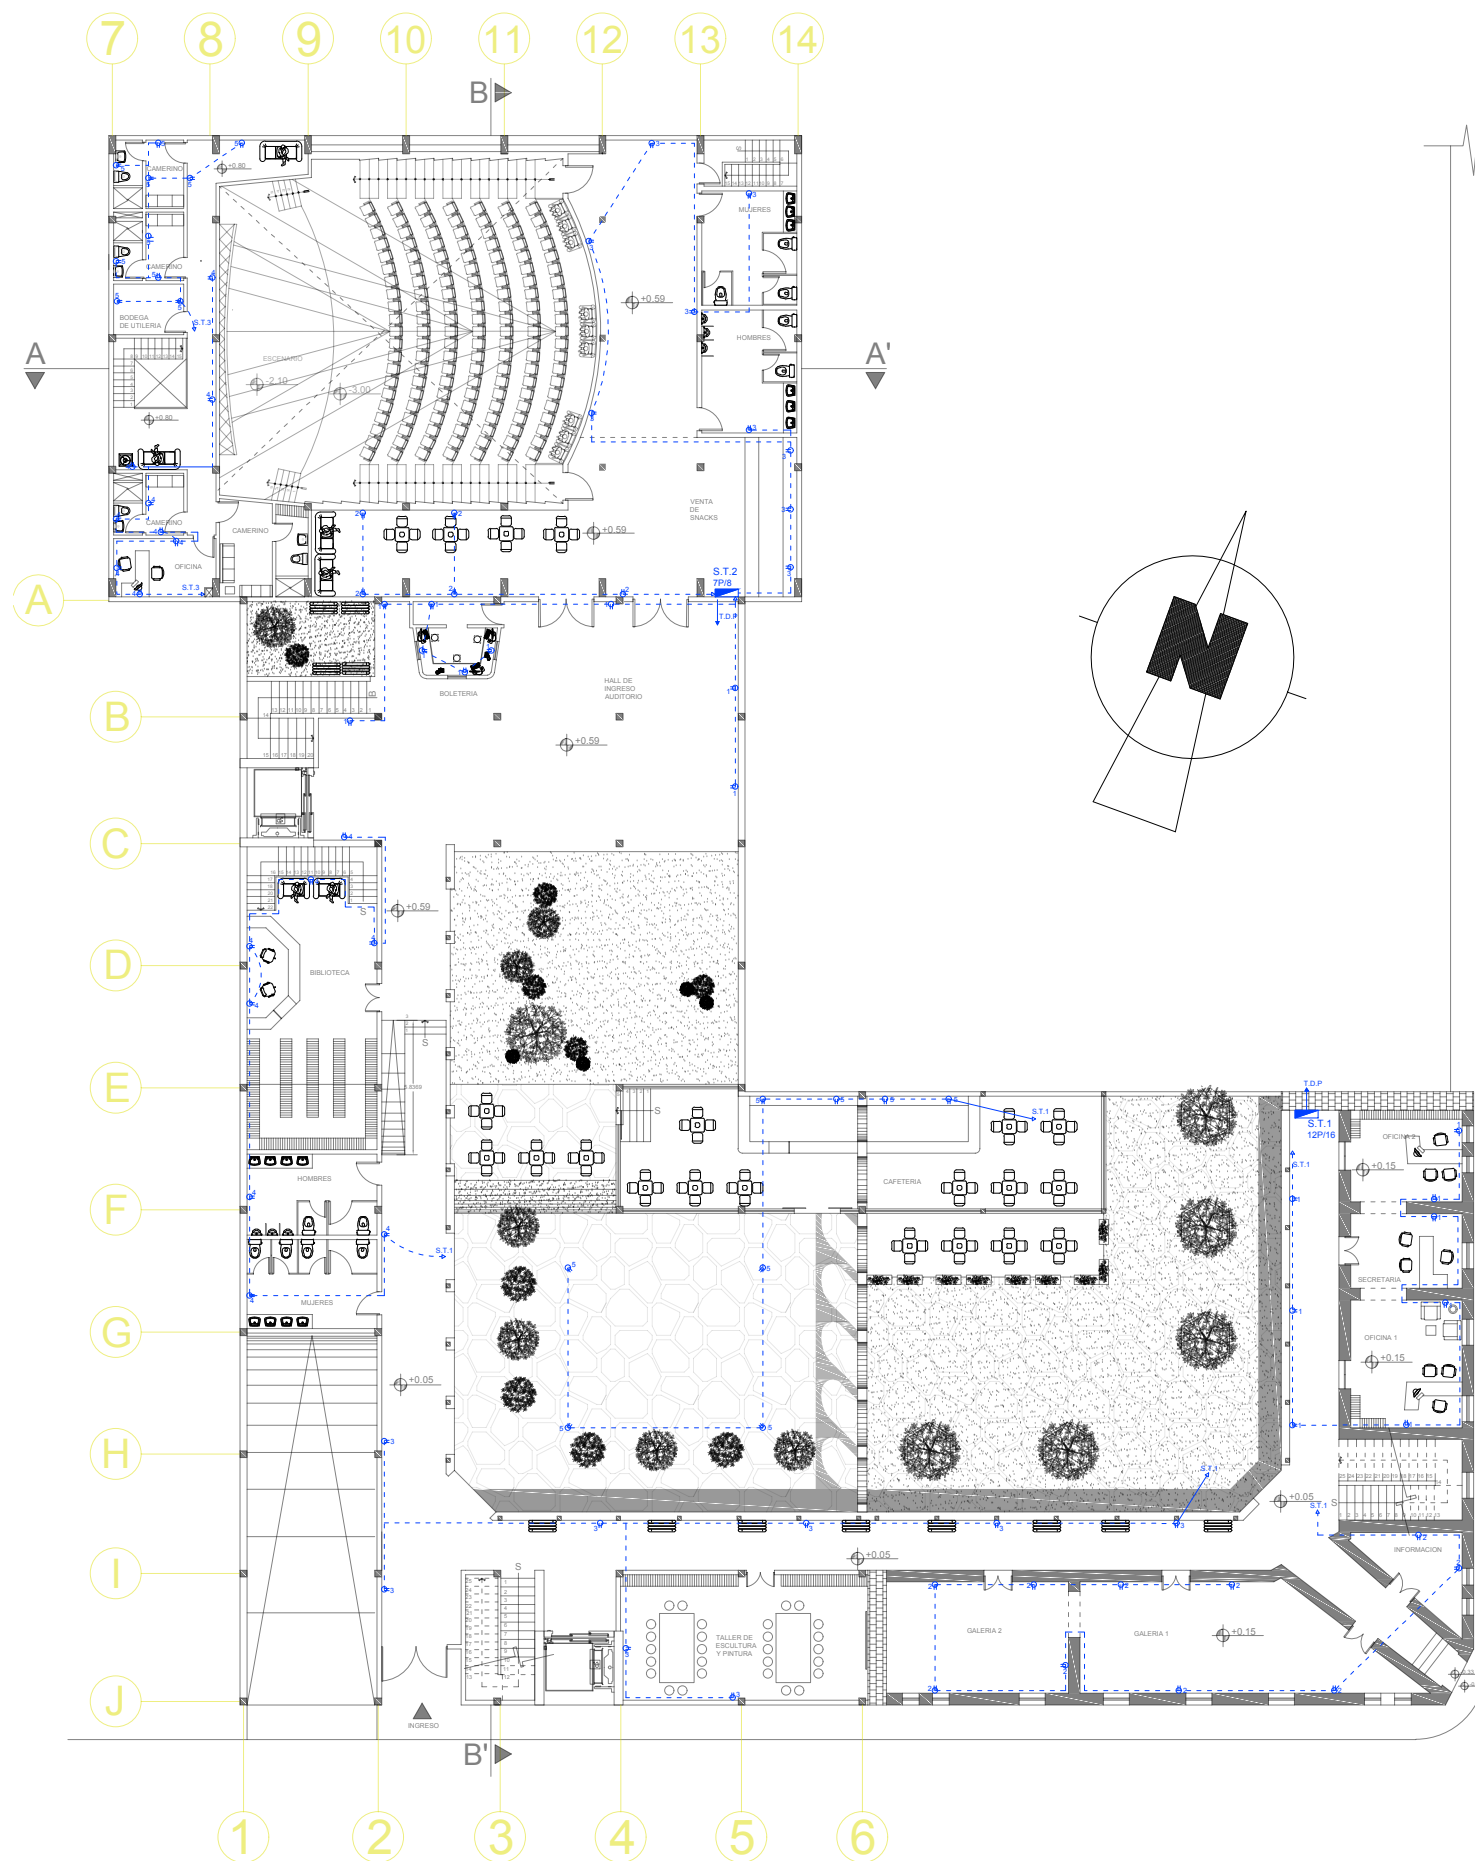 7 8 9 10 11 12 13 14
B
CAMERINO
+0.80
MUJERES
CAMERINO
BODEGA
DE UTILERIA
S.T.3
+0.59
HOMBRES
ESCENARIO
A
A'
-2.10
-3.00
+0.80
VENTA
DE
SNACKS
CAMERINO
CAMERINO
+0.59
OFICINA
S.T.3
S.T.2
7P/8
A
T.D.P
BOLETERIA
HALL DE
INGRESO
AUDITORIO
B
B
+0.59
C
+0.59
S
D
BIBLIOTECA
S
E
T.D.P
S.T.1
S.T.1
12P/16
OFICINA 2
S
HOMBRES
CAFETERIA
S.T.1
+0.15
F
S.T.1
SECRETARIA
MUJERES
G
OFICINA 1
+0.15
+0.05
H
S.T.1
S
+0.05
S.T.1
INFORMACION
I
+0.05
S
TALLER DE
ESCULTURA
Y PINTURA
GALERIA 2
GALERIA 1
+0.15
J
INGRESO
B'
1 2 3 4 5 6